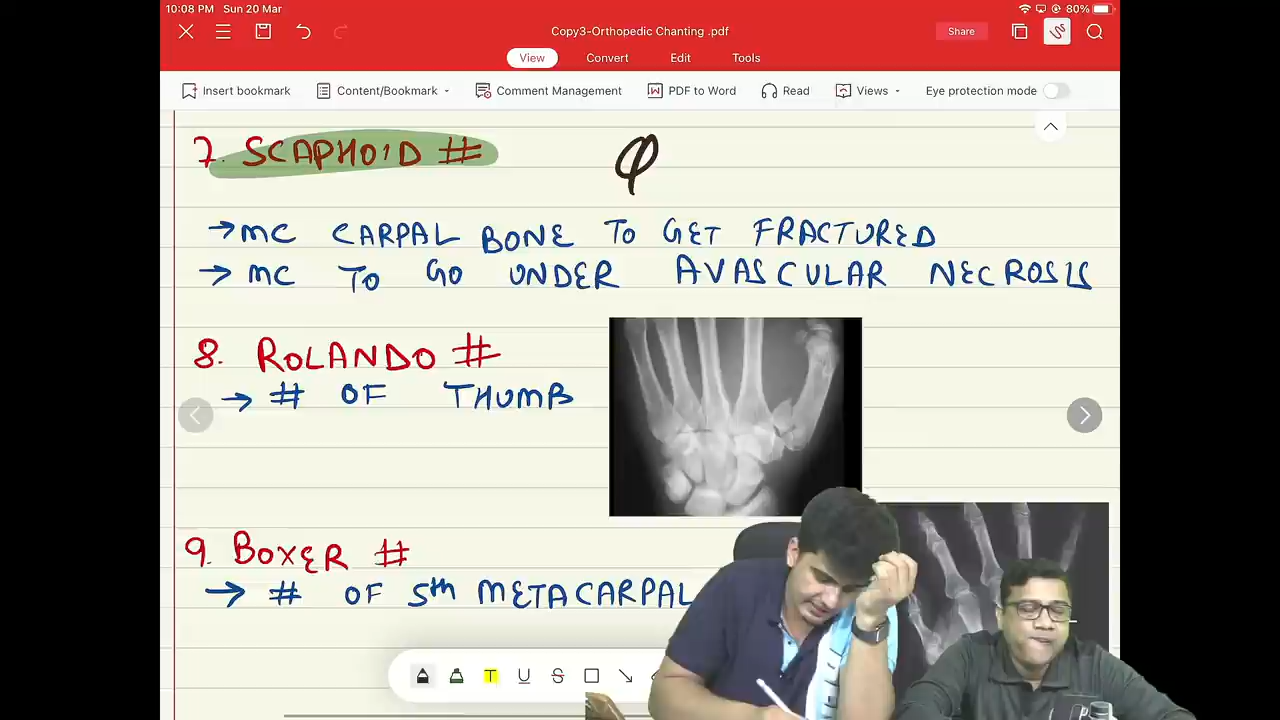 10:08 PM Sun 20 Mar 80%
Copy3-Orthopedic Chanting .pdf
Share
View Convert Edit Tools
Insert bookmark Content/Bookmark Comment Management PDF to Word Read Views Eye protection mode
7. SCAPHOID # φ
→ MC CARPAL BONE TO GET FRACTURED
→ MC TO GO UNDER AVASCULAR NECROSIS
8. ROLANDO #
→ # OF THUMB
9. BOXER #
→ # OF 5th METACARPAL
T U S